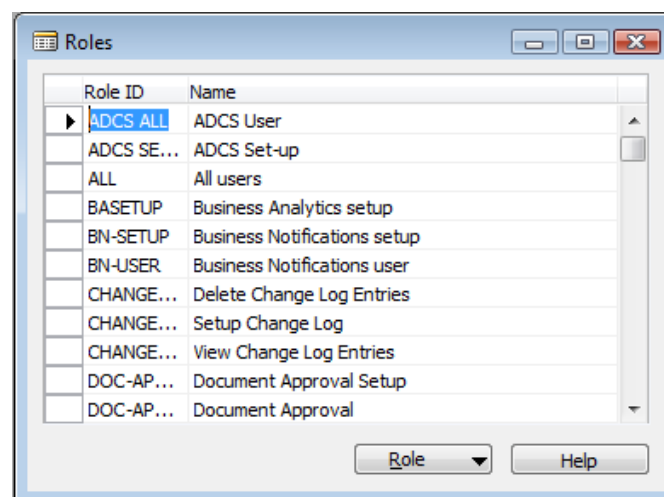 Roles
Role ID Name
ADCS ALL ADCS User
ADCS SE... ADCS Set-up
ALL All users
BASETUP Business Analytics setup
BN-SETUP Business Notifications setup
BN-USER Business Notifications user
CHANGE... Delete Change Log Entries
CHANGE... Setup Change Log
CHANGE... View Change Log Entries
DOC-AP... Document Approval Setup
DOC-AP... Document Approval
Role Help